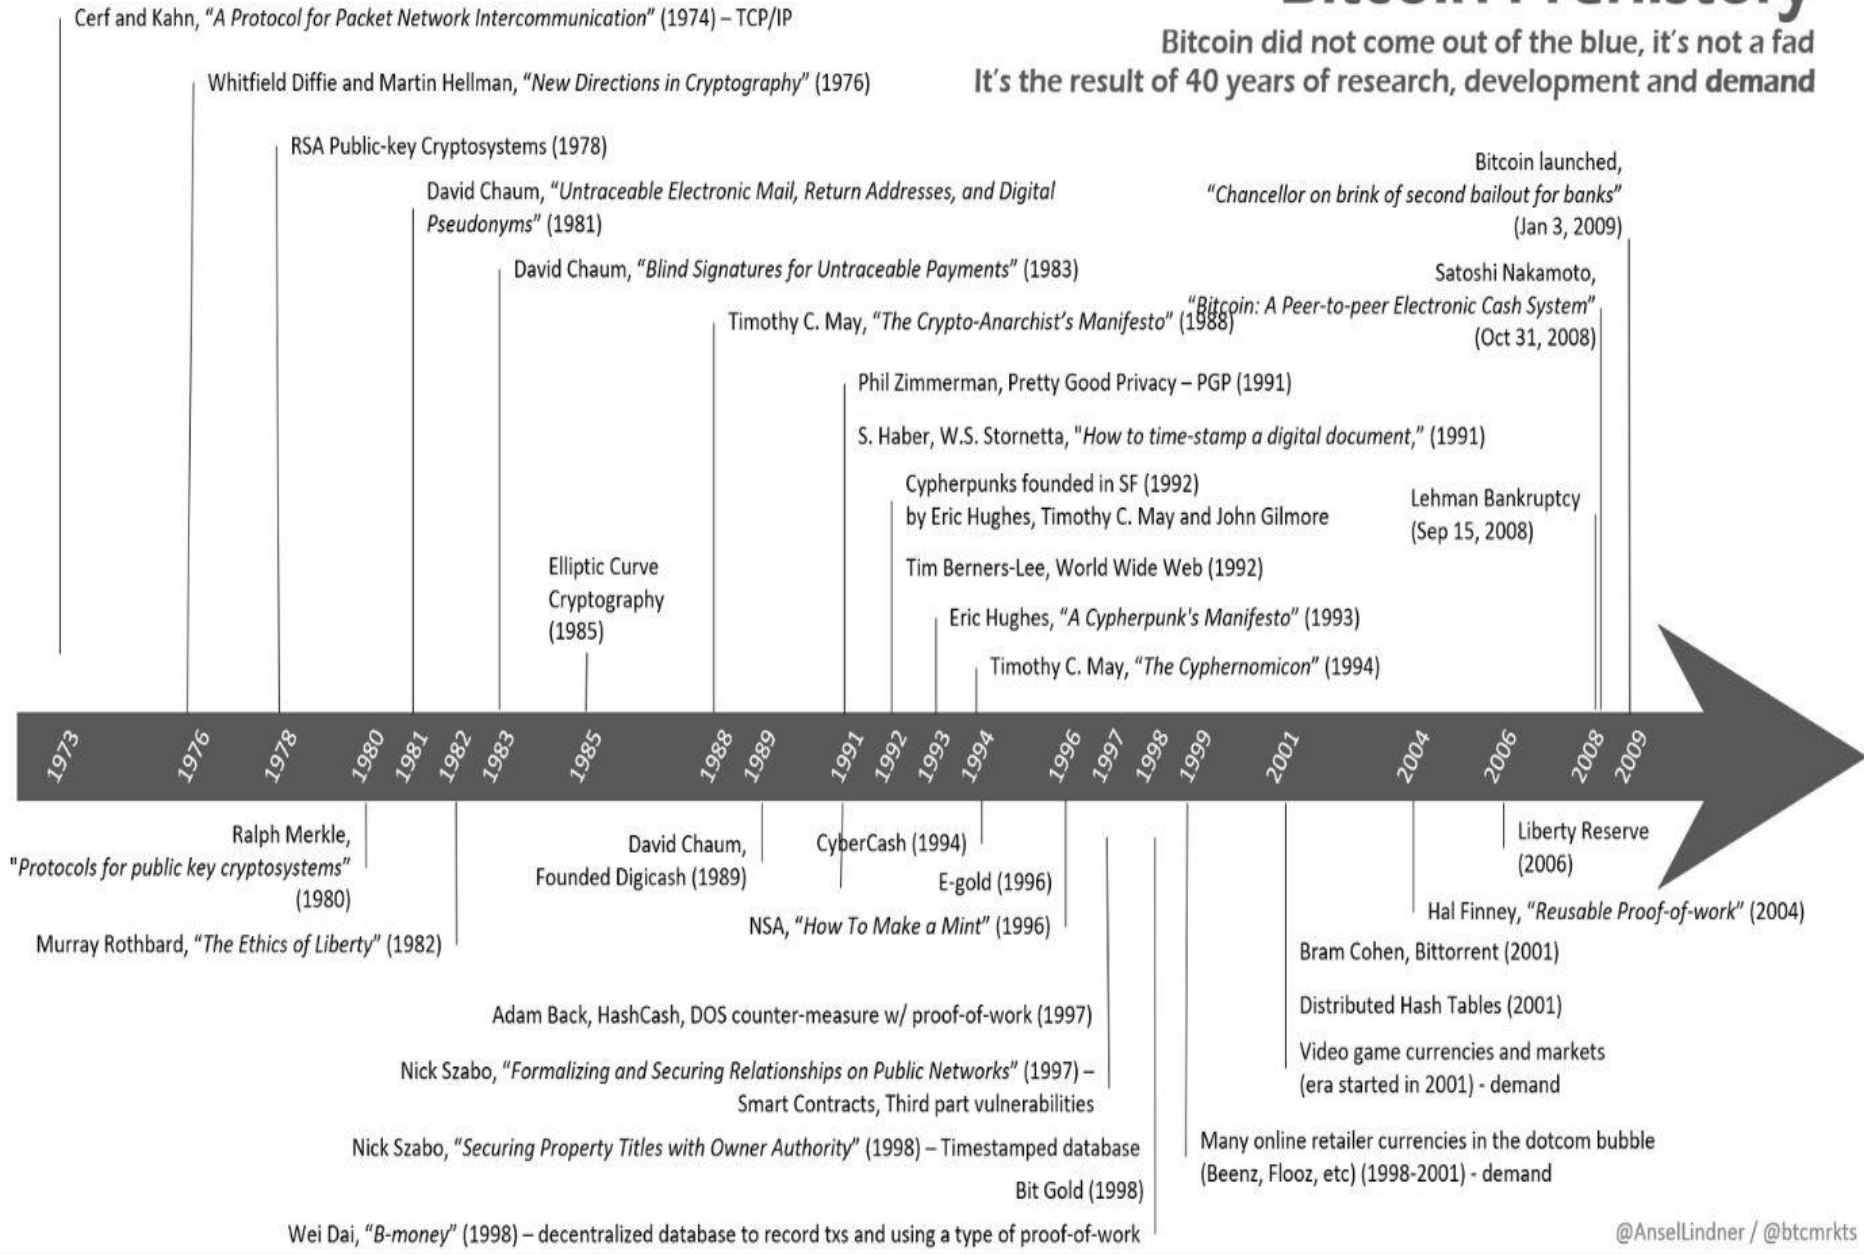 Bitcoin Prehistory
Bitcoin did not come out of the blue, it's not a fad
It's the result of 40 years of research, development and demand
Cerf and Kahn, “A Protocol for Packet Network Intercommunication” (1974) – TCP/IP
Whitfield Diffie and Martin Hellman, “New Directions in Cryptography” (1976)
RSA Public-key Cryptosystems (1978)
David Chaum, “Untraceable Electronic Mail, Return Addresses, and Digital
Pseudonyms” (1981)
David Chaum, “Blind Signatures for Untraceable Payments” (1983)
Timothy C. May, “The Crypto-Anarchist’s Manifesto” (1988)
Phil Zimmerman, Pretty Good Privacy – PGP (1991)
S. Haber, W.S. Stornetta, "How to time-stamp a digital document,” (1991)
Cypherpunks founded in SF (1992)
by Eric Hughes, Timothy C. May and John Gilmore
Tim Berners-Lee, World Wide Web (1992)
Elliptic Curve
Cryptography
(1985)
Eric Hughes, “A Cypherpunk's Manifesto” (1993)
Timothy C. May, “The Cyphernomicon” (1994)
Bitcoin launched,
“Chancellor on brink of second bailout for banks”
(Jan 3, 2009)
Satoshi Nakamoto,
“Bitcoin: A Peer-to-peer Electronic Cash System”
(Oct 31, 2008)
Lehman Bankruptcy
(Sep 15, 2008)
1973
1976
1978
1980
1981
1982
1983
1985
1988
1989
1991
1992
1993
1994
1996
1997
1998
1999
2001
2004
2006
2008
2009
Ralph Merkle,
"Protocols for public key cryptosystems”
(1980)
Murray Rothbard, “The Ethics of Liberty” (1982)
David Chaum,
Founded Digicash (1989)
CyberCash (1994)
E-gold (1996)
NSA, “How To Make a Mint” (1996)
Adam Back, HashCash, DOS counter-measure w/ proof-of-work (1997)
Nick Szabo, “Formalizing and Securing Relationships on Public Networks” (1997) –
Smart Contracts, Third part vulnerabilities
Nick Szabo, “Securing Property Titles with Owner Authority” (1998) – Timestamped database
Bit Gold (1998)
Wei Dai, “B-money” (1998) – decentralized database to record txs and using a type of proof-of-work
Liberty Reserve
(2006)
Hal Finney, “Reusable Proof-of-work” (2004)
Bram Cohen, Bittorrent (2001)
Distributed Hash Tables (2001)
Video game currencies and markets
(era started in 2001) - demand
Many online retailer currencies in the dotcom bubble
(Beenz, Flooz, etc) (1998-2001) - demand
@AnselLindner / @btcmrkts